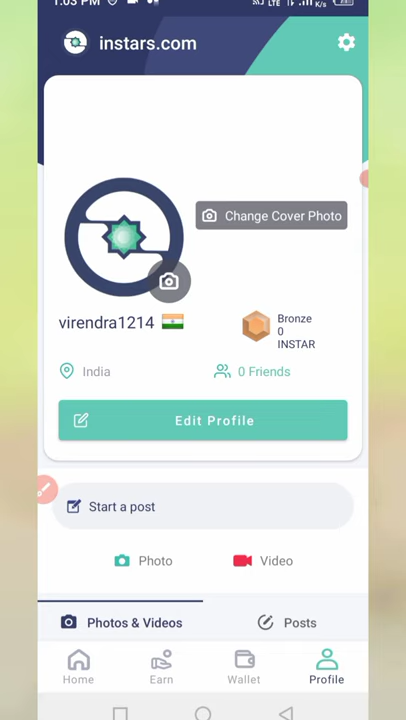 1:03 PM
LTE
K/s
instars.com
Change Cover Photo
virendra1214
Bronze
0
INSTAR
India
0 Friends
Edit Profile
Start a post
Photo
Video
Photos & Videos
Posts
Home
Earn
Wallet
Profile